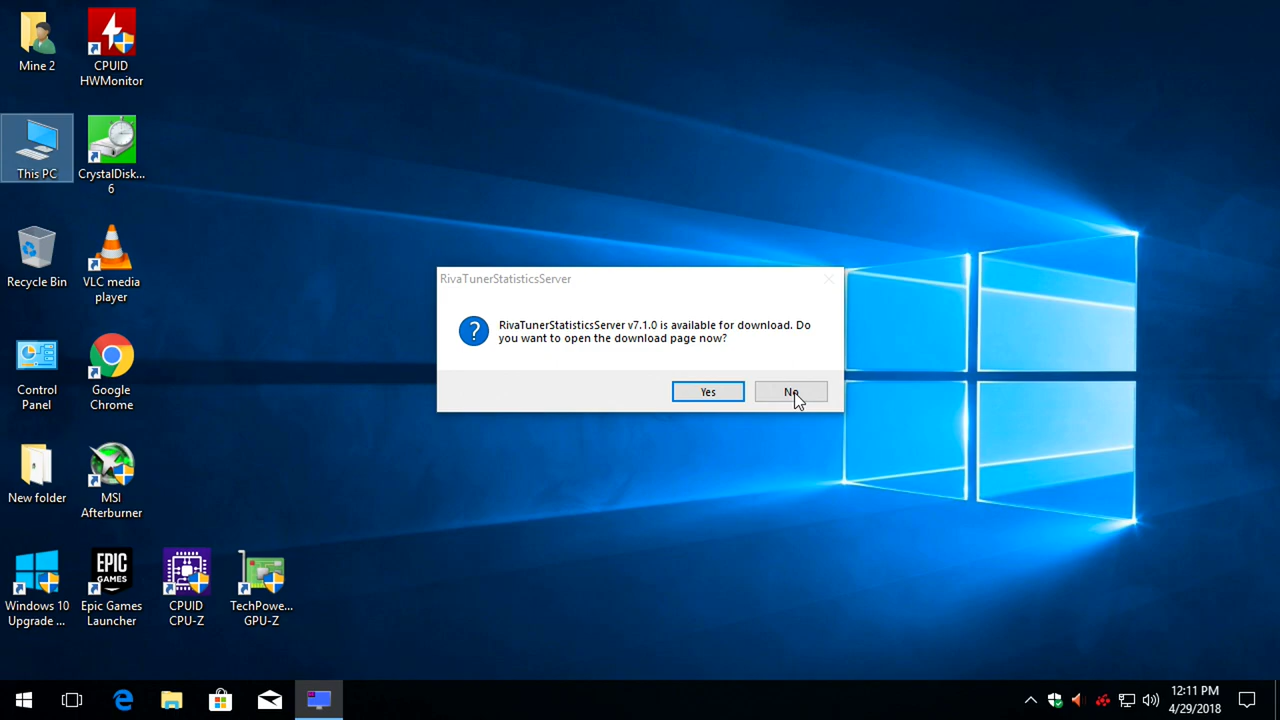 Mine 2
CPUID
HWMonitor
This PC
CrystalDisk...
6
Recycle Bin
VLC media
player
Control
Panel
Google
Chrome
New folder
MSI
Afterburner
Windows 10
Upgrade ...
EPIC
GAMES
Epic Games
Launcher
CPUID
CPU-Z
TechPowe...
GPU-Z
RivaTunerStatisticsServer
RivaTunerStatisticsServer v7.1.0 is available for download. Do
you want to open the download page now?
Yes
No
12:11 PM
4/29/2018